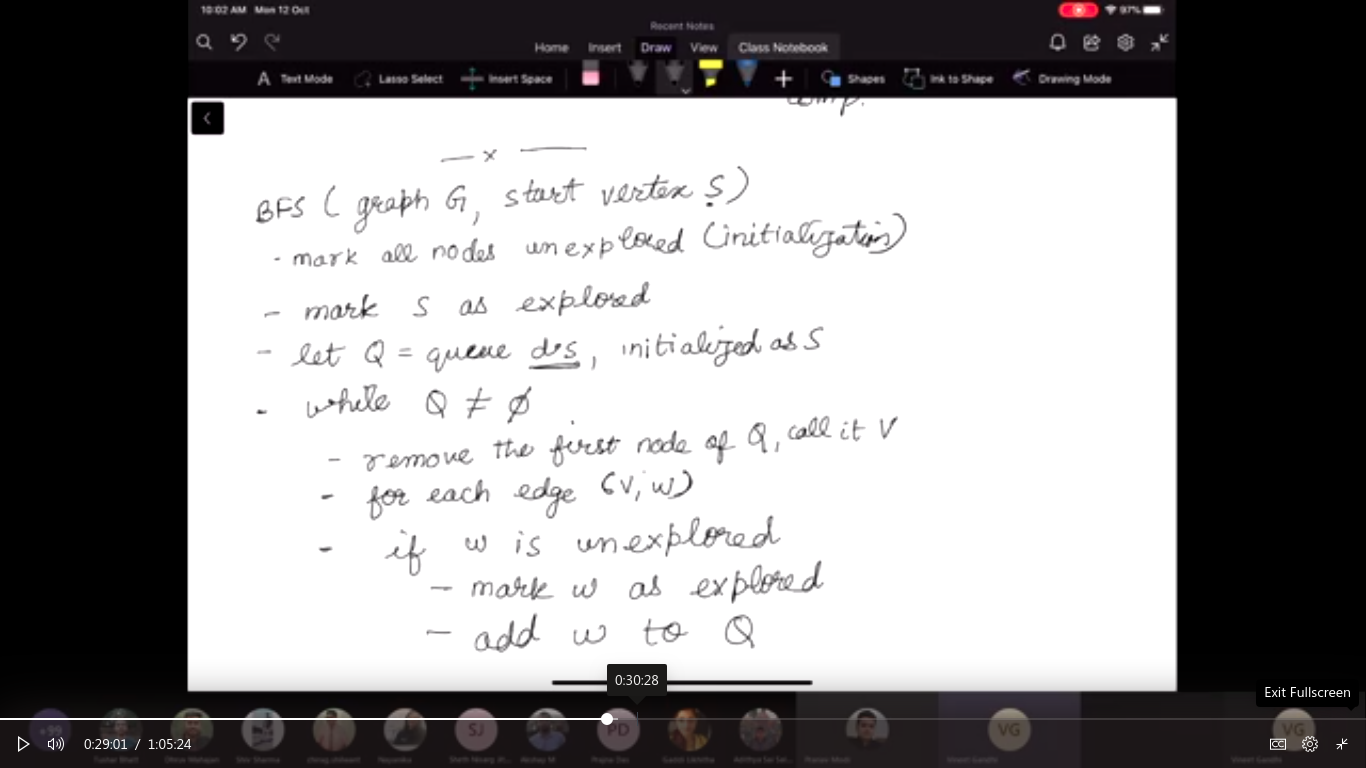 10:02 AM Mon 12 Oct
97%
Recent Notes
Home Insert Draw View Class Notebook
A Text Mode Lasso Select Insert Space Shapes Ink to Shape Drawing Mode
comp.
— x —
BFS ( graph G, start vertex S)
- mark all nodes unexplored (initialization)
- mark S as explored
- let Q = queue d·s, initialized as S
- while Q ≠ ∅
- remove the first node of Q, call it V
- for each edge (v, w)
- if w is unexplored
- mark w as explored
- add w to Q
0:30:28
Exit Fullscreen
SJ PD VG VG
0:29:01 / 1:05:24
CC